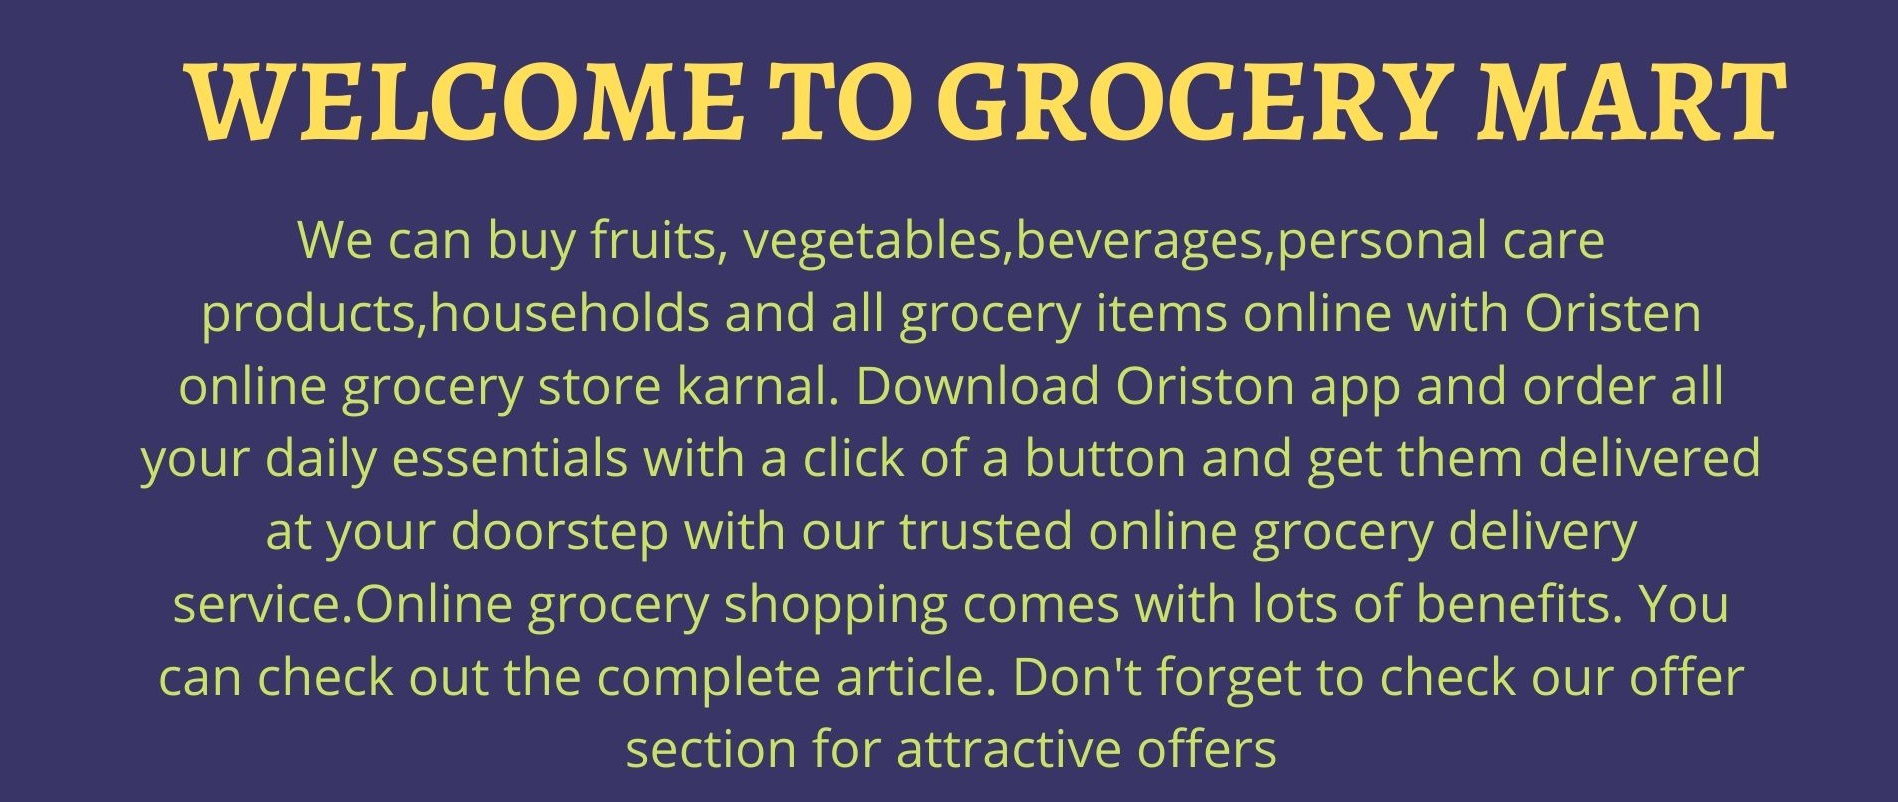 WELCOME TO GROCERY MART
We can buy fruits, vegetables,beverages,personal care
products,households and all grocery items online with Oristen
online grocery store karnal. Download Oriston app and order all
your daily essentials with a click of a button and get them delivered
at your doorstep with our trusted online grocery delivery
service.Online grocery shopping comes with lots of benefits. You
can check out the complete article. Don't forget to check our offer
section for attractive offers